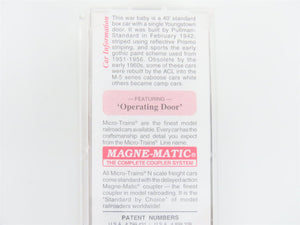 Car Information
This war baby is a 40' standard
box car with a single Youngstown
door. It was built by Pullman-
Standard in February 1942,
striped using reflective Prismo
striping, and sports the early
gothic paint scheme used from
1951-1956. Obsolete by the
early 1960s, some of these cars
were rebuilt by the ACL into the
M-5 series cabooses while
others became camp cars.
— FEATURING —
'Operating Door'
Micro-Trains® are the finest model
railroad cars available. Every car has the
craftsmanship and detail you expect
from the Micro-Trains® Line name.
MAGNE-MATIC®
THE COMPLETE COUPLER SYSTEM
All Micro-Trains® N scale freight cars
come standard with the delayed action
Magne-Matic® coupler — the finest
coupler in model railroading. It is the
"Standard by Choice" of model
railroaders worldwide!
PATENT NUMBERS